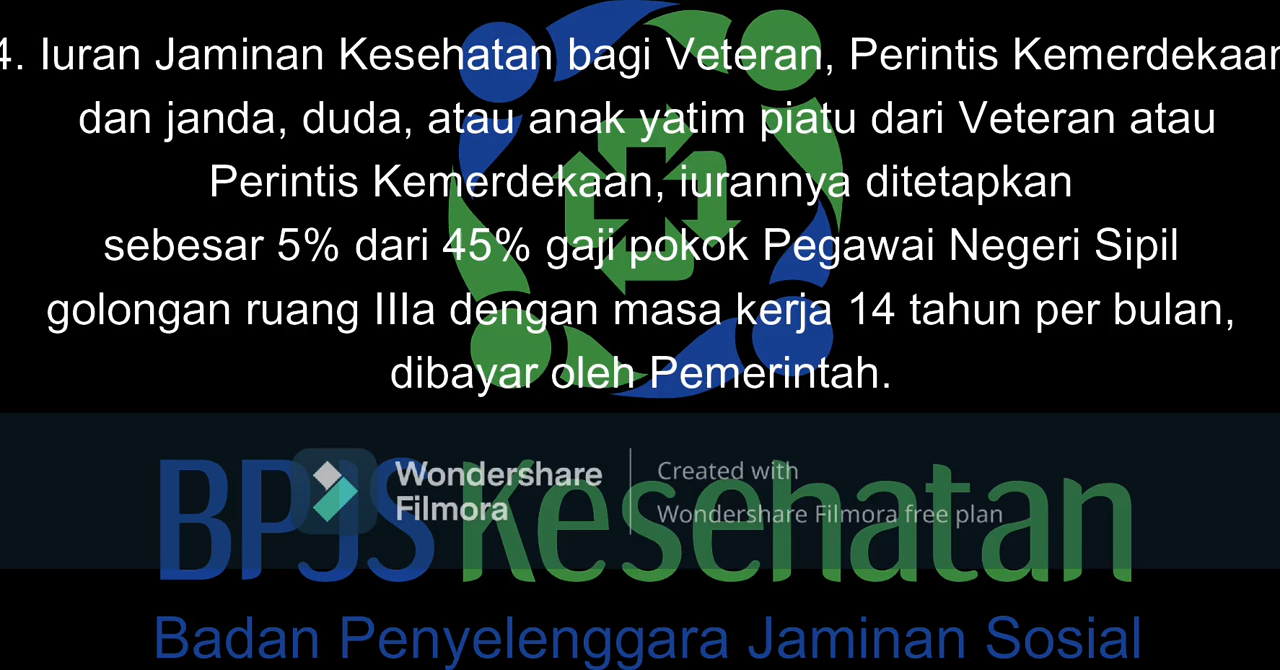 4. Iuran Jaminan Kesehatan bagi Veteran, Perintis Kemerdekaan
dan janda, duda, atau anak yatim piatu dari Veteran atau
Perintis Kemerdekaan, iurannya ditetapkan
sebesar 5% dari 45% gaji pokok Pegawai Negeri Sipil
golongan ruang IIIa dengan masa kerja 14 tahun per bulan,
dibayar oleh Pemerintah.
Wondershare
Filmora
Created with
Wondershare Filmora free plan
BPJS Kesehatan
Badan Penyelenggara Jaminan Sosial